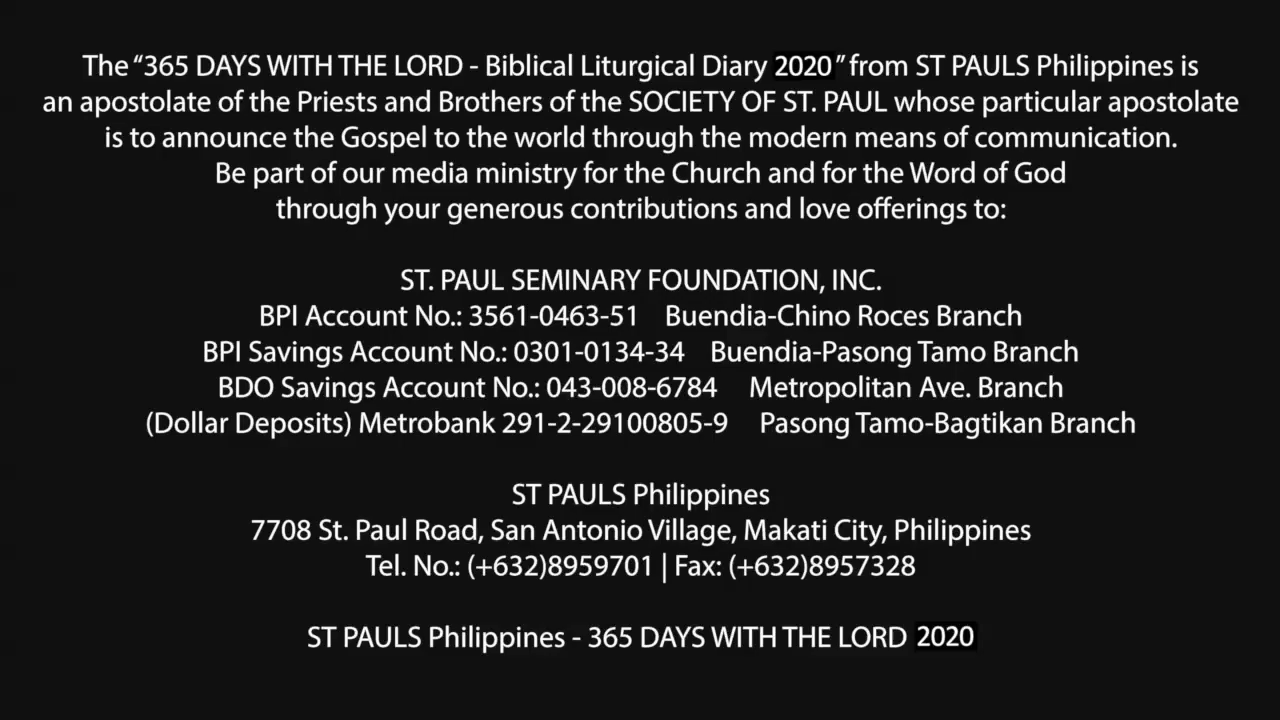 The “365 DAYS WITH THE LORD - Biblical Liturgical Diary 2020” from ST PAULS Philippines is
an apostolate of the Priests and Brothers of the SOCIETY OF ST. PAUL whose particular apostolate
is to announce the Gospel to the world through the modern means of communication.
Be part of our media ministry for the Church and for the Word of God
through your generous contributions and love offerings to:
ST. PAUL SEMINARY FOUNDATION, INC.
BPI Account No.: 3561-0463-51 Buendia-Chino Roces Branch
BPI Savings Account No.: 0301-0134-34 Buendia-Pasong Tamo Branch
BDO Savings Account No.: 043-008-6784 Metropolitan Ave. Branch
(Dollar Deposits) Metrobank 291-2-29100805-9 Pasong Tamo-Bagtikan Branch
ST PAULS Philippines
7708 St. Paul Road, San Antonio Village, Makati City, Philippines
Tel. No.: (+632)8959701 | Fax: (+632)8957328
ST PAULS Philippines - 365 DAYS WITH THE LORD 2020